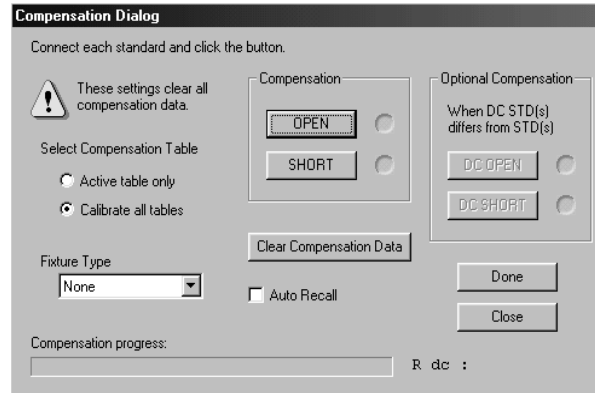 Compensation Dialog
Connect each standard and click the button.
These settings clear all
compensation data.
Select Compensation Table
Active table only
Calibrate all tables
Fixture Type
None
Compensation
OPEN
SHORT
Clear Compensation Data
Auto Recall
Optional Compensation
When DC STD(s)
differs from STD(s)
DC OPEN
DC SHORT
Done
Close
Compensation progress:
R dc :